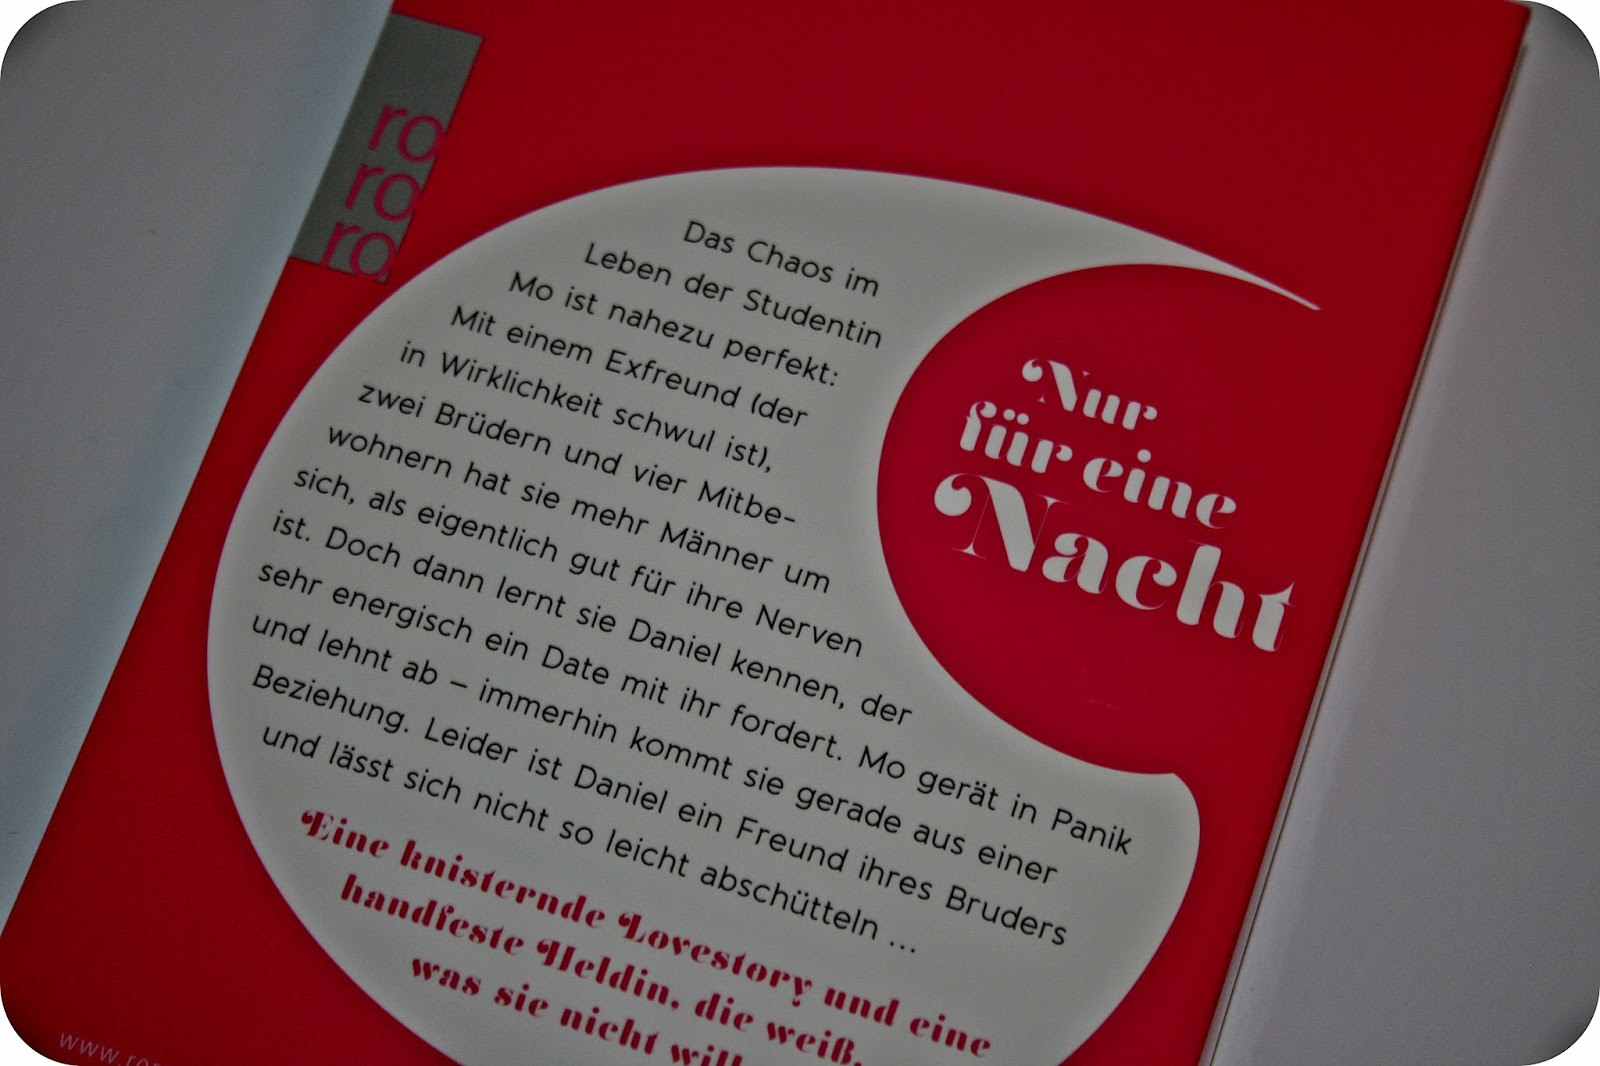 ro
ro
ro
Das Chaos im
Leben der Studentin
Mo ist nahezu perfekt:
Mit einem Exfreund (der
in Wirklichkeit schwul ist),
zwei Brüdern und vier Mitbe-
wohnern hat sie mehr Männer um
sich, als eigentlich gut für ihre Nerven
ist. Doch dann lernt sie Daniel kennen, der
sehr energisch ein Date mit ihr fordert. Mo gerät in Panik
und lehnt ab – immerhin kommt sie gerade aus einer
Beziehung. Leider ist Daniel ein Freund ihres Bruders
und lässt sich nicht so leicht abschütteln ...
Eine knisternde Lovestory und eine
handfeste Heldin, die weiß,
was sie nicht will
Nur
für eine
Nacht